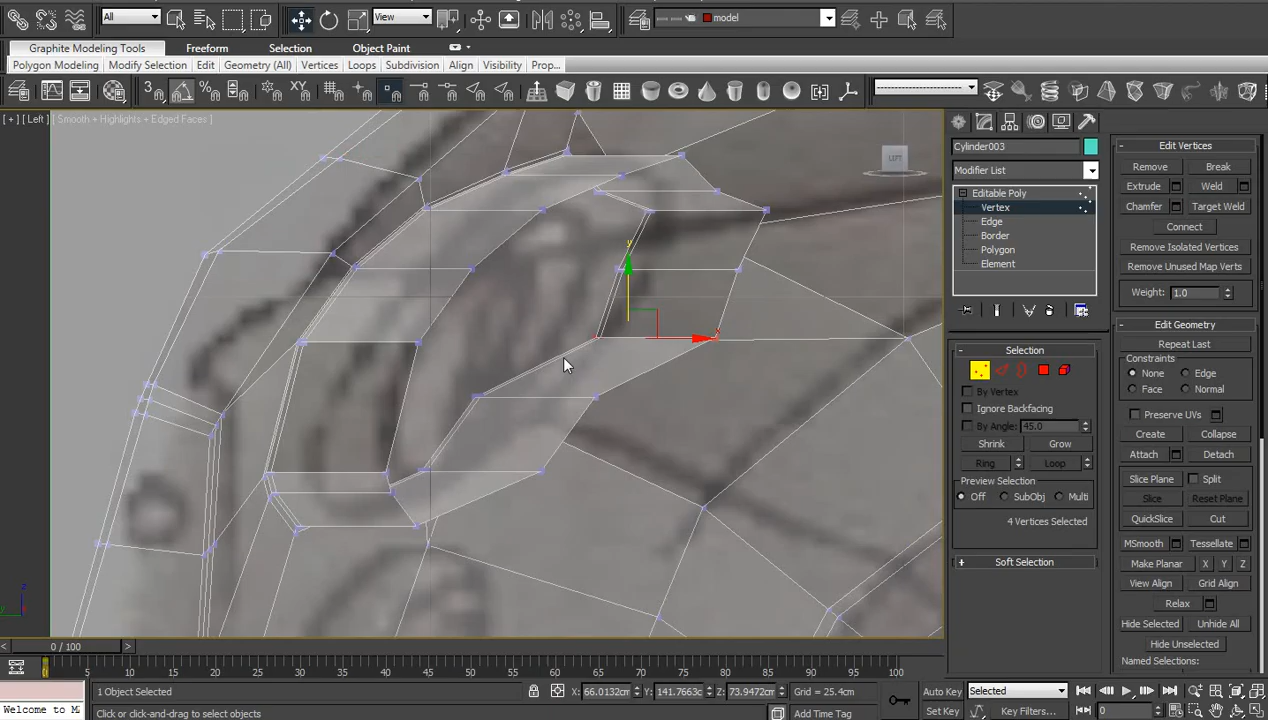 All
View
model
Graphite Modeling Tools Freeform Selection Object Paint
Polygon Modeling Modify Selection Edit Geometry (All) Vertices Loops Subdivision Align Visibility Prop...
3
%
XY
[ + ] [ Left ] [ Smooth + Highlights + Edged Faces ]
LEFT
y
x
z
y
Cylinder003
Modifier List
Editable Poly
Vertex
Edge
Border
Polygon
Element
Selection
By Vertex
Ignore Backfacing
By Angle: 45.0
Shrink Grow
Ring Loop
Preview Selection
Off SubObj Multi
4 Vertices Selected
Soft Selection
Edit Vertices
Remove Break
Extrude Weld
Chamfer Target Weld
Connect
Remove Isolated Vertices
Remove Unused Map Verts
Weight: 1.0
Edit Geometry
Repeat Last
Constraints
None Edge
Face Normal
Preserve UVs
Create Collapse
Attach Detach
Slice Plane Split
Slice Reset Plane
QuickSlice Cut
MSmooth Tessellate
Make Planar X Y Z
View Align Grid Align
Relax
Hide Selected Unhide All
Hide Unselected
Named Selections:
< 0 / 100 >
0 5 10 15 20 25 30 35 40 45 50 55 60 65 70 75 80 85 90 95 100
1 Object Selected X: 66.0132cm Y: 141.7663c Z: 73.9472cm Grid = 25.4cm Auto Key Selected
Welcome to M Click or click-and-drag to select objects Add Time Tag Set Key Key Filters... 0